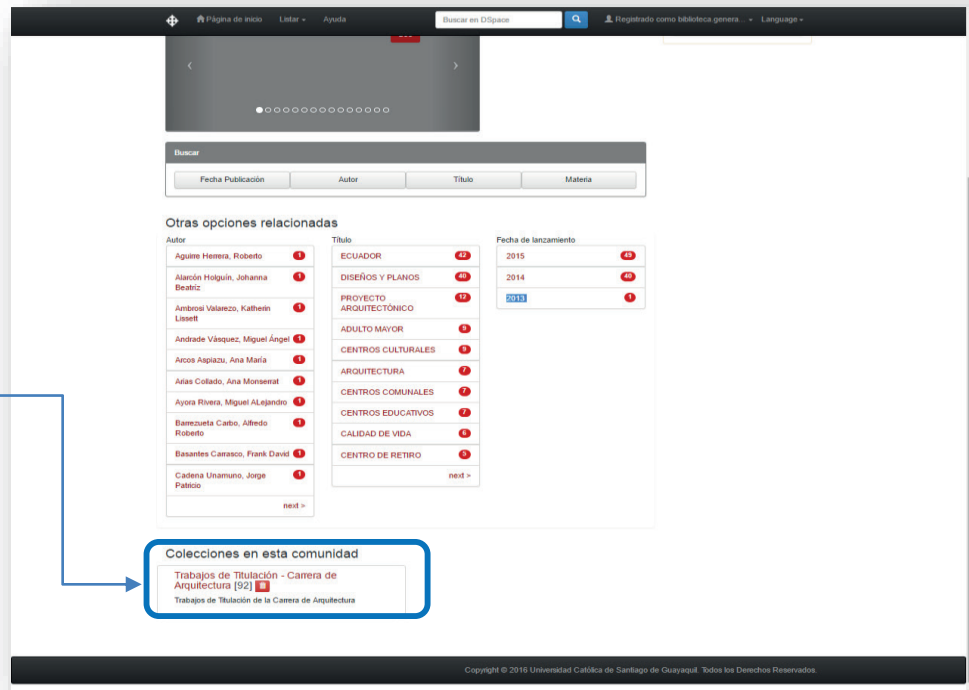 Página de inicio Listar Ayuda Buscar en DSpace Registrado como biblioteca.genera... Language
Buscar
Fecha Publicación Autor Título Materia
Otras opciones relacionadas
Autor
Aguirre Herrera, Roberto 1
Alarcón Holguín, Johanna
Beatríz 1
Ambrosi Valarezo, Katherin
Lissett 1
Andrade Vásquez, Miguel Ángel 1
Arcos Aspiazu, Ana María 1
Arias Collado, Ana Monserrat 1
Ayora Rivera, Miguel ALejandro 1
Barrezueta Carbo, Alfredo
Roberto 1
Basantes Carrasco, Frank David 1
Cadena Unamuno, Jorge
Patricio 1
next >
Título
ECUADOR 42
DISEÑOS Y PLANOS 40
PROYECTO
ARQUITECTÓNICO 12
ADULTO MAYOR 9
CENTROS CULTURALES 9
ARQUITECTURA 7
CENTROS COMUNALES 7
CENTROS EDUCATIVOS 7
CALIDAD DE VIDA 6
CENTRO DE RETIRO 5
next >
Fecha de lanzamiento
2015 49
2014 40
2013 1
Colecciones en esta comunidad
Trabajos de Titulación - Carrera de
Arquitectura [92]
Trabajos de Titulación de la Carrera de Arquitectura
Copyright © 2016 Universidad Católica de Santiago de Guayaquil. Todos los Derechos Reservados.